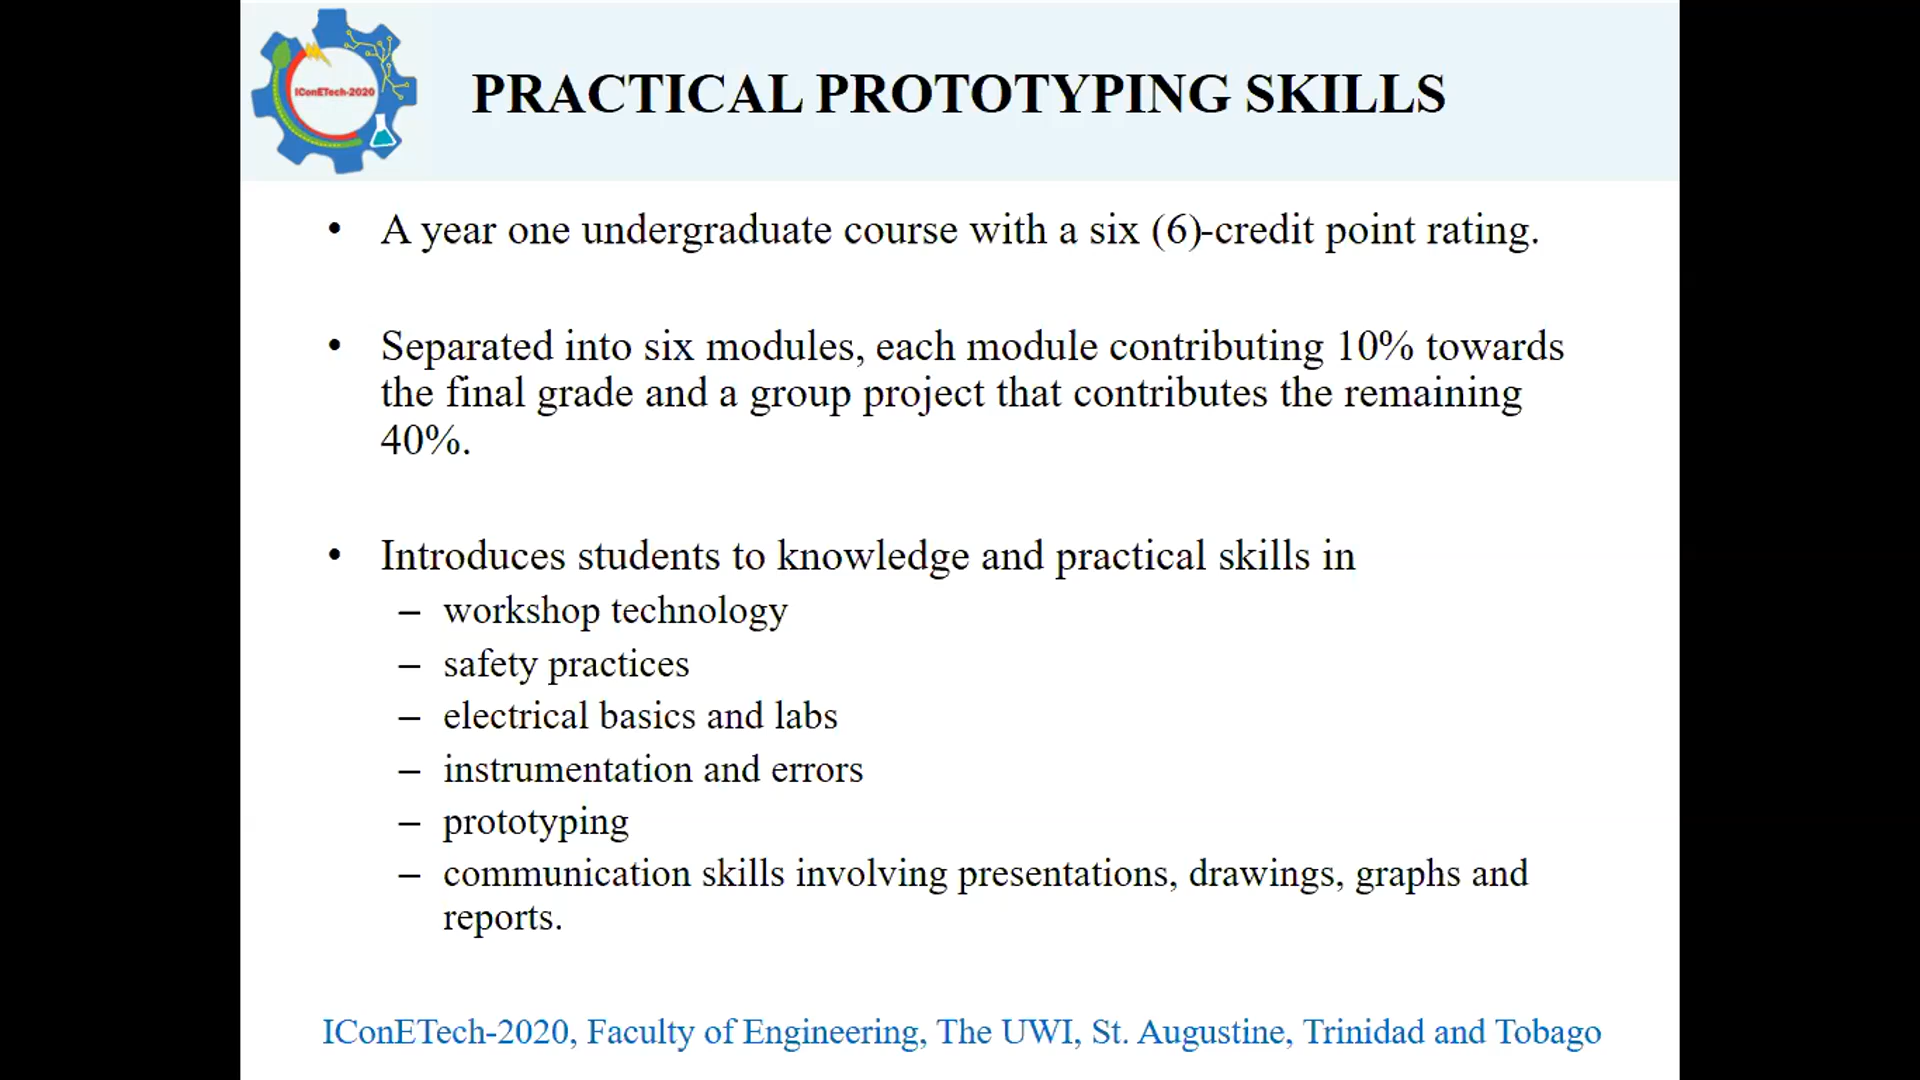 IConETech-2020
PRACTICAL PROTOTYPING SKILLS
• A year one undergraduate course with a six (6)-credit point rating.
• Separated into six modules, each module contributing 10% towards
the final grade and a group project that contributes the remaining
40%.
• Introduces students to knowledge and practical skills in
– workshop technology
– safety practices
– electrical basics and labs
– instrumentation and errors
– prototyping
– communication skills involving presentations, drawings, graphs and
reports.
IConETech-2020, Faculty of Engineering, The UWI, St. Augustine, Trinidad and Tobago